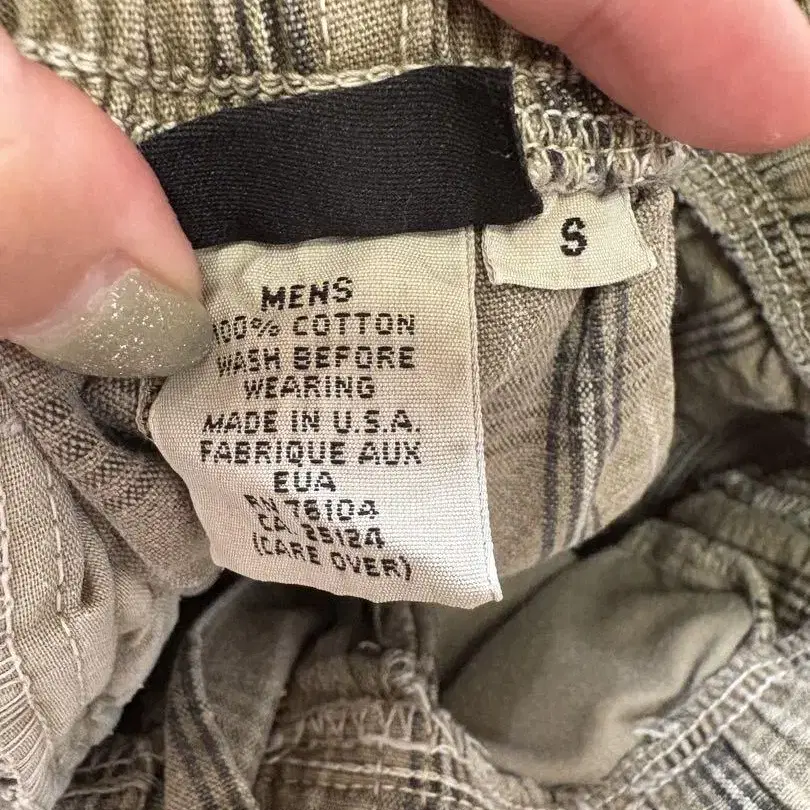 MENS
100% COTTON
WASH BEFORE
WEARING
MADE IN U.S.A.
FABRIQUE AUX
EUA
RN 76104
CA. 25124
(CARE OVER)
S